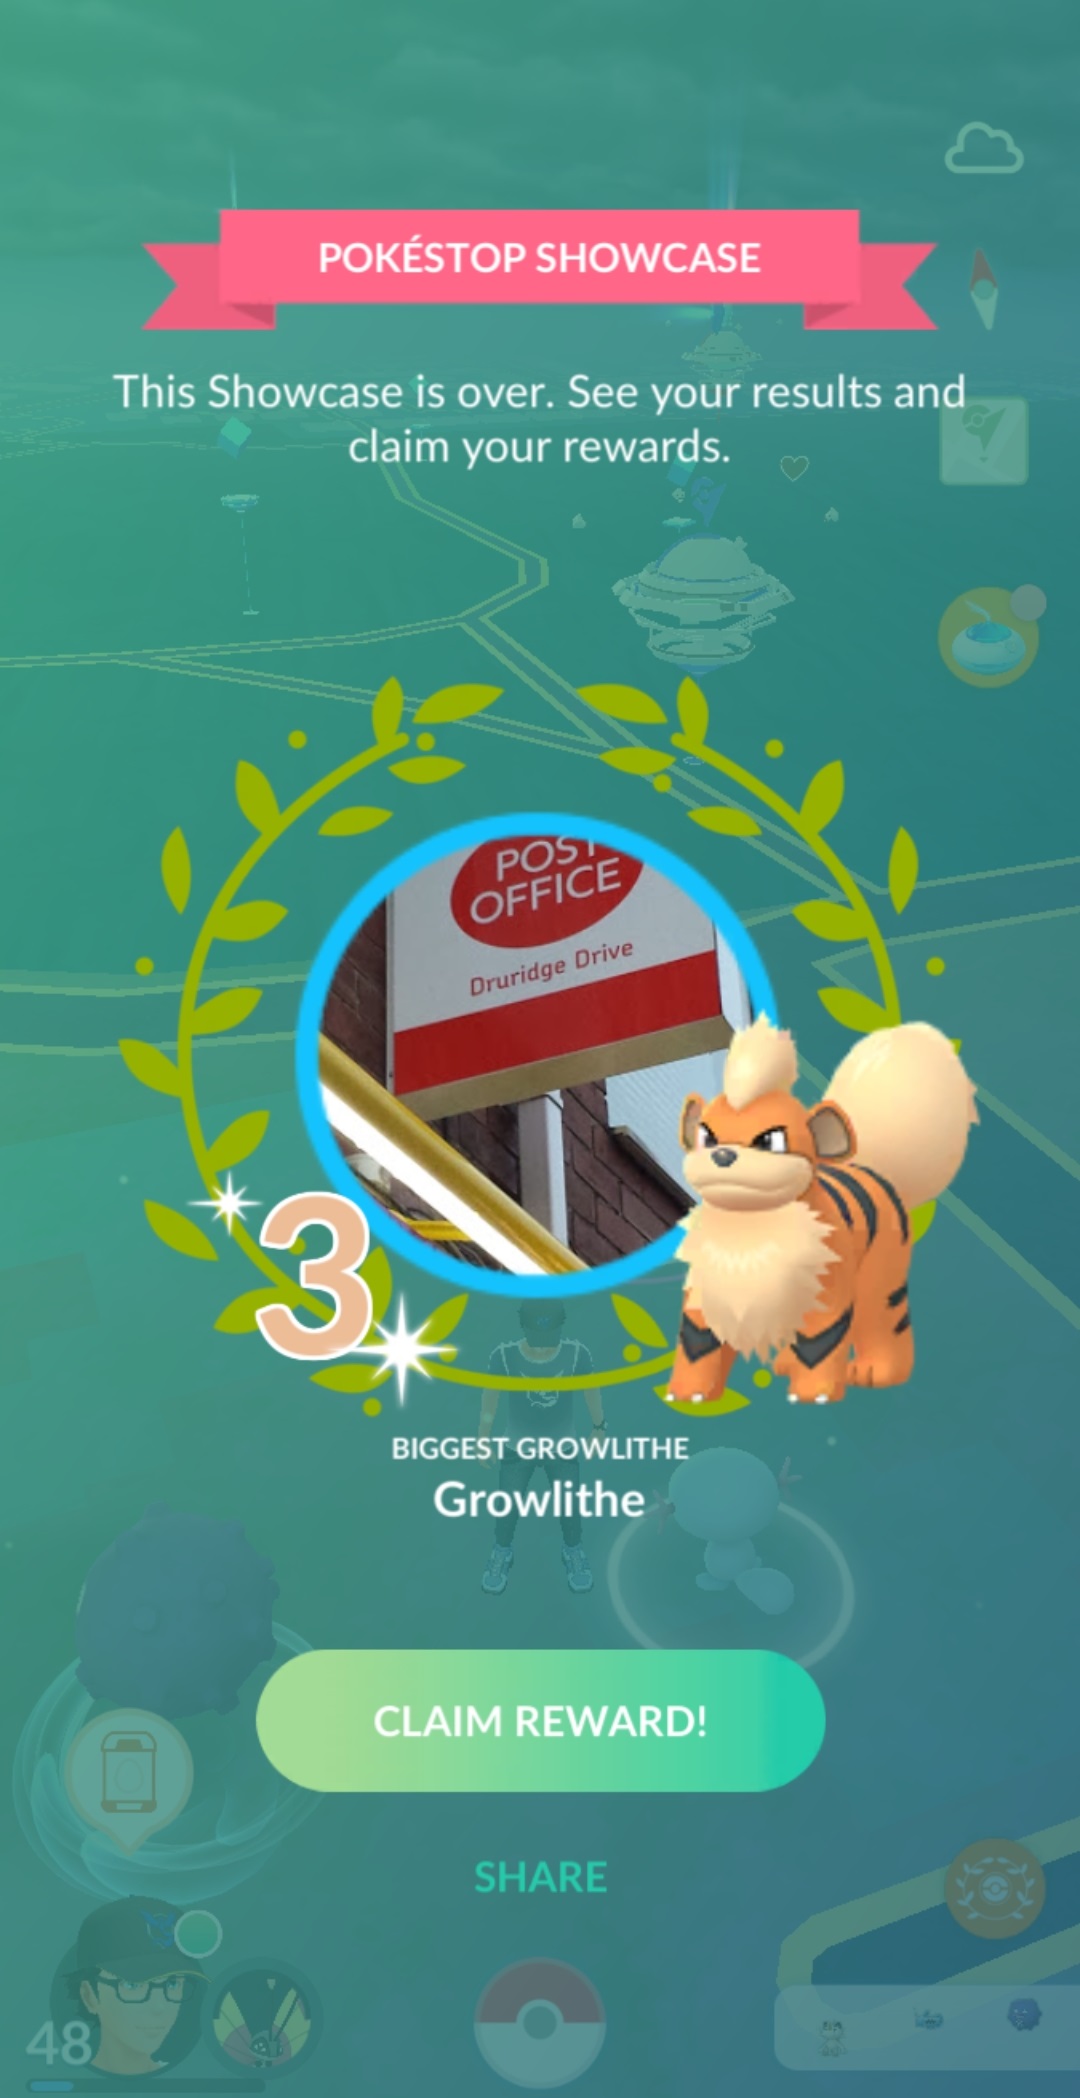 POKÉSTOP SHOWCASE
This Showcase is over. See your results and
claim your rewards.
POST
OFFICE
Druridge Drive
3
BIGGEST GROWLITHE
Growlithe
CLAIM REWARD!
SHARE
48